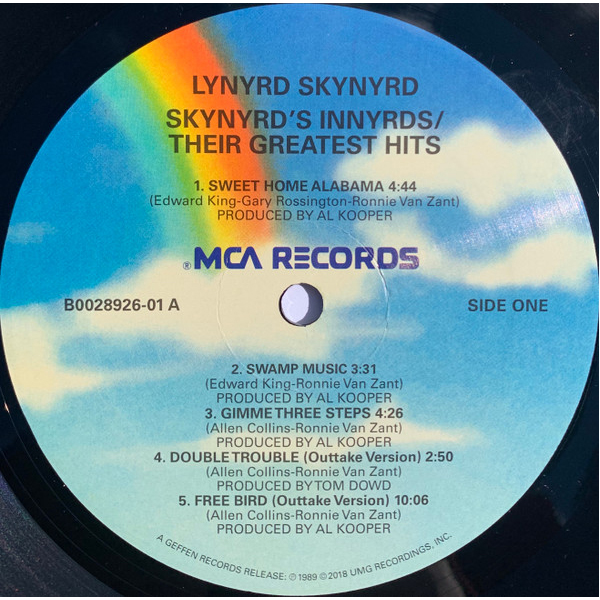 LYNYRD SKYNYRD
SKYNYRD'S INNYRDS/
THEIR GREATEST HITS
1. SWEET HOME ALABAMA 4:44
(Edward King-Gary Rossington-Ronnie Van Zant)
PRODUCED BY AL KOOPER
® MCA RECORDS
B0028926-01 A
SIDE ONE
2. SWAMP MUSIC 3:31
(Edward King-Ronnie Van Zant)
PRODUCED BY AL KOOPER
3. GIMME THREE STEPS 4:26
(Allen Collins-Ronnie Van Zant)
PRODUCED BY AL KOOPER
4. DOUBLE TROUBLE (Outtake Version) 2:50
(Allen Collins-Ronnie Van Zant)
PRODUCED BY TOM DOWD
5. FREE BIRD (Outtake Version) 10:06
(Allen Collins-Ronnie Van Zant)
PRODUCED BY AL KOOPER
A GEFFEN RECORDS RELEASE: ℗ 1989 © 2018 UMG RECORDINGS, INC.